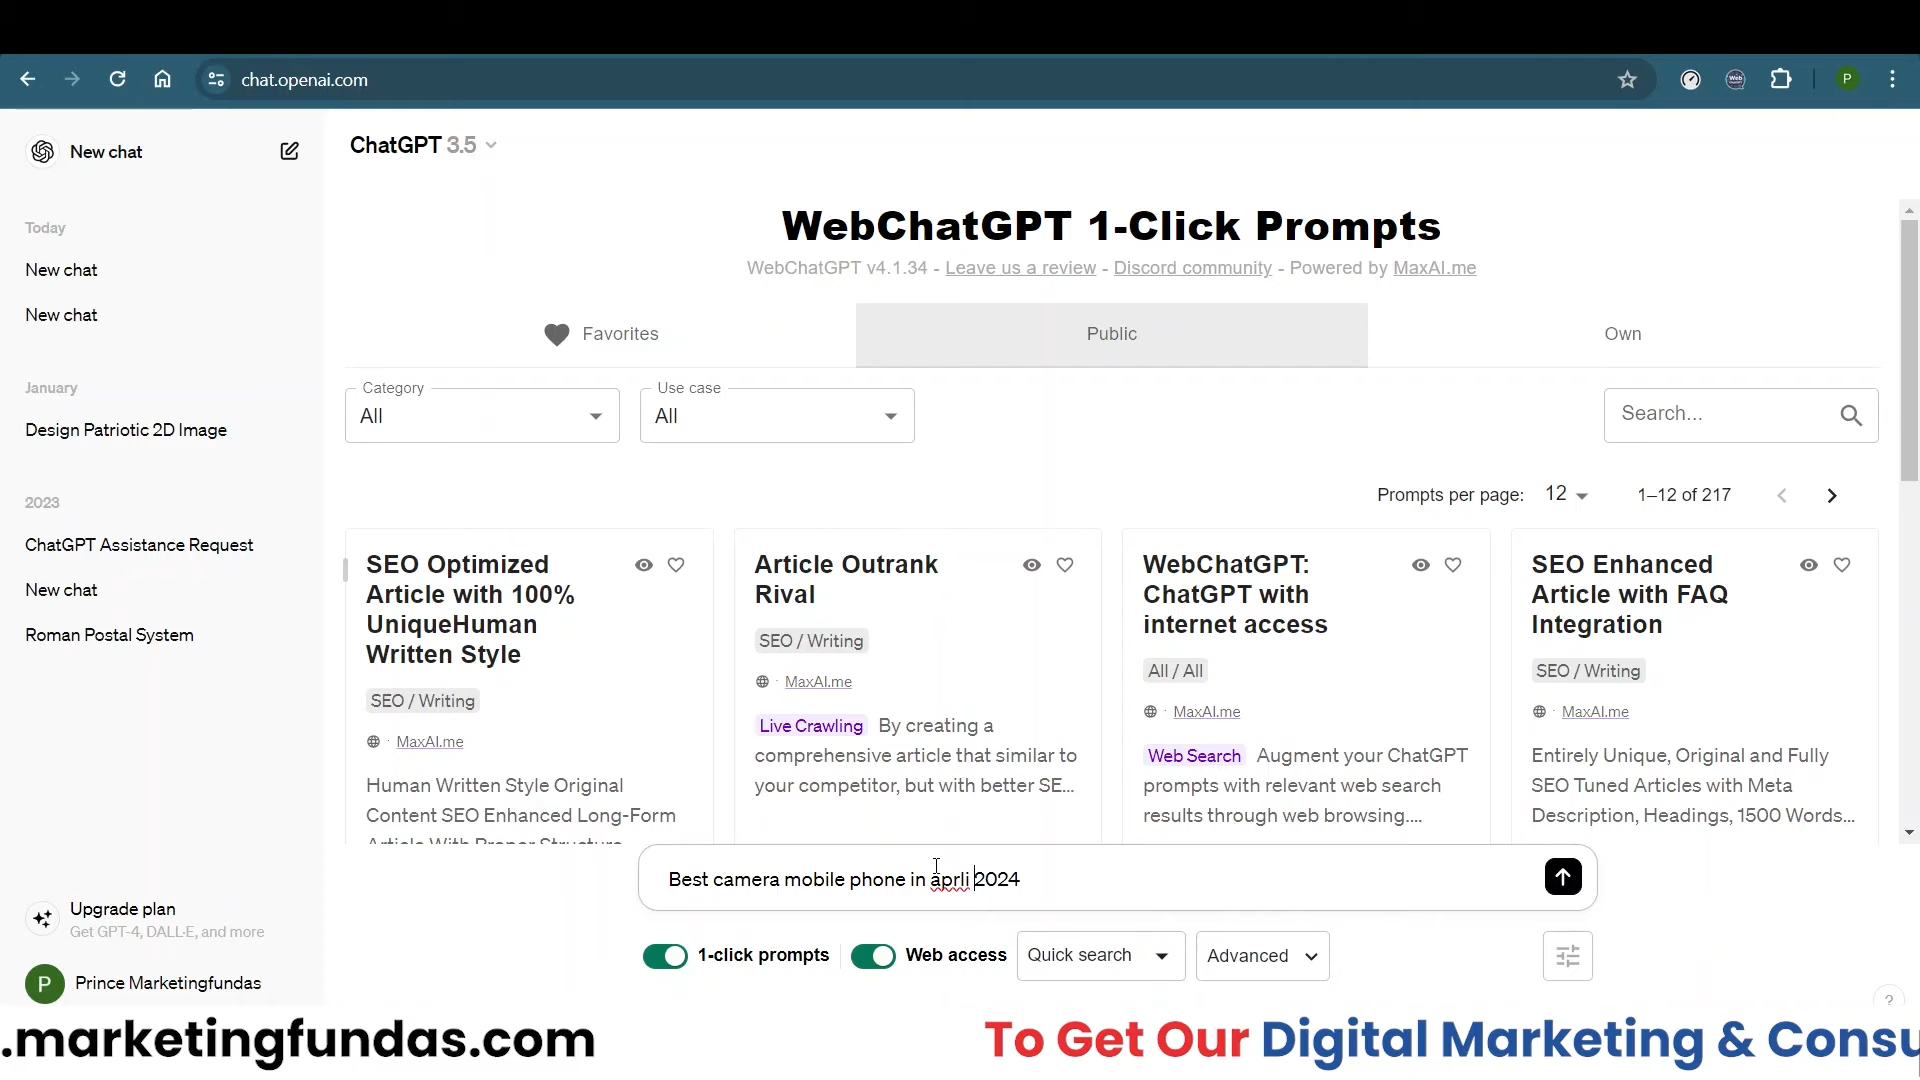 chat.openai.com
Web
P
New chat
ChatGPT 3.5
WebChatGPT 1-Click Prompts
WebChatGPT v4.1.34 - Leave us a review - Discord community - Powered by MaxAI.me
Today
New chat
New chat
January
Design Patriotic 2D Image
2023
ChatGPT Assistance Request
New chat
Roman Postal System
Favorites
Public
Own
Category
All
Use case
All
Search...
Prompts per page: 12
1–12 of 217
SEO Optimized
Article with 100%
UniqueHuman
Written Style
SEO / Writing
· MaxAI.me
Human Written Style Original
Content SEO Enhanced Long-Form
Article With Proper Structure
Article Outrank
Rival
SEO / Writing
· MaxAI.me
Live Crawling By creating a
comprehensive article that similar to
your competitor, but with better SE...
WebChatGPT:
ChatGPT with
internet access
All / All
· MaxAI.me
Web Search Augment your ChatGPT
prompts with relevant web search
results through web browsing....
SEO Enhanced
Article with FAQ
Integration
SEO / Writing
· MaxAI.me
Entirely Unique, Original and Fully
SEO Tuned Articles with Meta
Description, Headings, 1500 Words...
Best camera mobile phone in aprli 2024
1-click prompts
Web access
Quick search
Advanced
Upgrade plan
Get GPT-4, DALL·E, and more
P
Prince Marketingfundas
?
.marketingfundas.com
To Get Our Digital Marketing & Consu